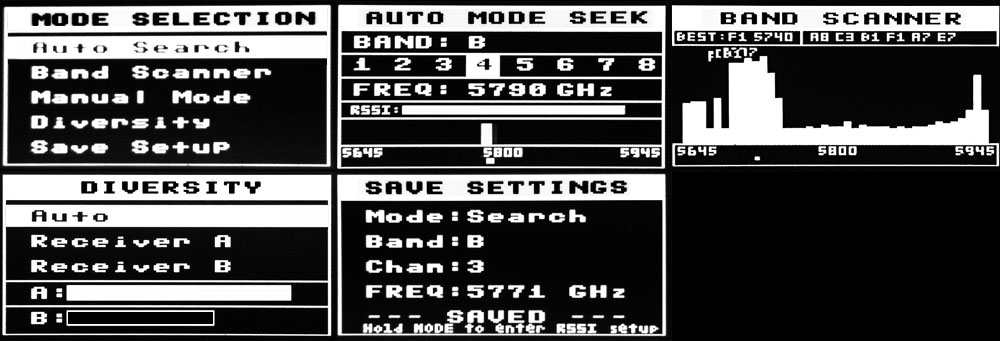 MODE SELECTION
Auto Search
Band Scanner
Manual Mode
Diversity
Save Setup
AUTO MODE SEEK
BAND: B
1 2 3 4 5 6 7 8
FREQ: 5790 GHz
RSSI:
5645 5800 5945
BAND SCANNER
BEST:F1 5740 A8 C3 B1 F1 A7 E7
5645 5800 5945
DIVERSITY
Auto
Receiver A
Receiver B
A:
B:
SAVE SETTINGS
Mode:Search
Band:B
Chan:3
FREQ:5771 GHz
--- SAVED ---
Hold MODE to enter RSSI setup